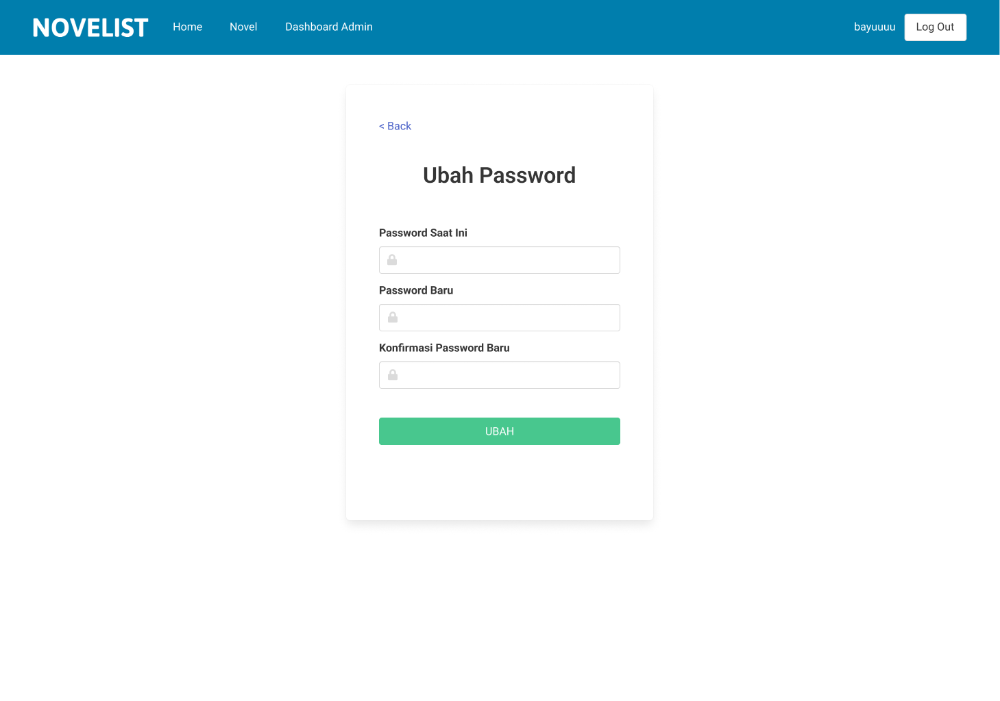 NOVELIST Home Novel Dashboard Admin bayuuuu Log Out
< Back
Ubah Password
Password Saat Ini
Password Baru
Konfirmasi Password Baru
UBAH